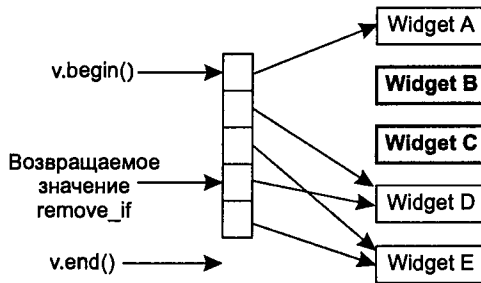 Widget A
v.begin()
Widget B
Widget C
Возвращаемое
значение
remove_if
Widget D
v.end()
Widget E